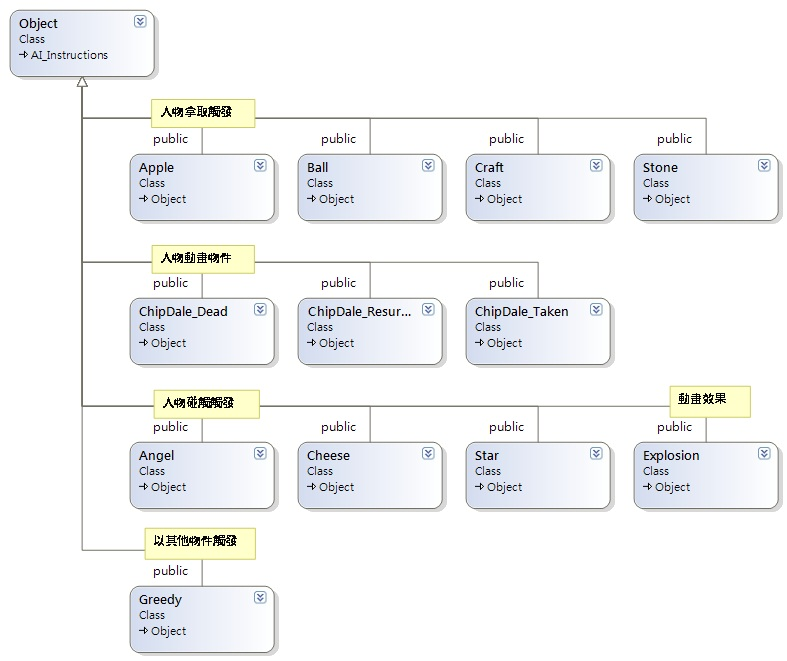 Object
Class
AI_Instructions
人物拿取觸發
public
public
public
public
Apple
Class
Object
Ball
Class
Object
Craft
Class
Object
Stone
Class
Object
人物動畫物件
public
public
public
ChipDale_Dead
Class
Object
ChipDale_Resur...
Class
Object
ChipDale_Taken
Class
Object
人物碰觸觸發
動畫效果
public
public
public
public
Angel
Class
Object
Cheese
Class
Object
Star
Class
Object
Explosion
Class
Object
以其他物件觸發
public
Greedy
Class
Object